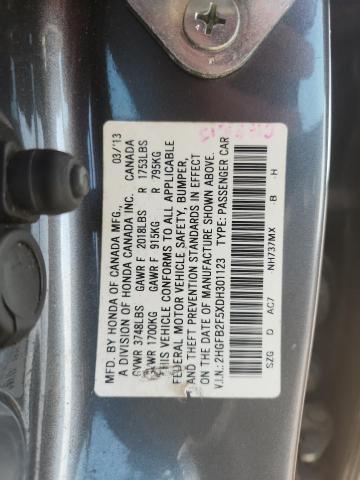 MFD. BY HONDA OF CANADA MFG., 03/'13
A DIVISION OF HONDA CANADA INC. CANADA
GVWR 3748LBS GAWR F 2018LBS R 1753LBS
GVWR 1700KG GAWR F 915KG R 795KG
THIS VEHICLE CONFORMS TO ALL APPLICABLE
FEDERAL MOTOR VEHICLE SAFETY, BUMPER,
AND THEFT PREVENTION STANDARDS IN EFFECT
ON THE DATE OF MANUFACTURE SHOWN ABOVE.
V.I.N.: 2HGFB2F5XDH301123 TYPE: PASSENGER CAR
SZG D AC7 NH737MX B H